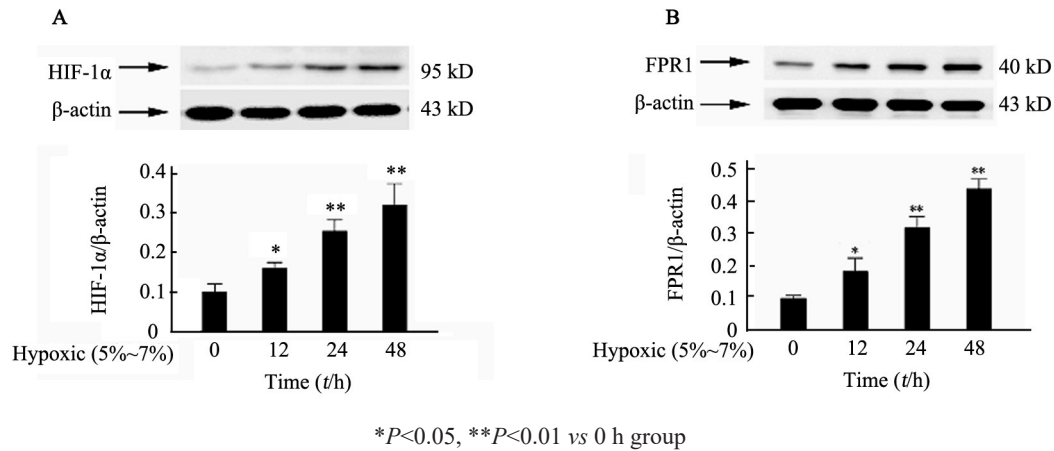 A
HIF-1α
95 kD
β-actin
43 kD
HIF-1α/β-actin
0.4
0.3
0.2
0.1
0
*
**
**
Hypoxic (5%~7%) 0 12 24 48
Time (t/h)
B
FPR1
40 kD
β-actin
43 kD
FPR1/β-actin
0.5
0.4
0.3
0.2
0.1
0
*
**
**
Hypoxic (5%~7%) 0 12 24 48
Time (t/h)
*P<0.05, **P<0.01 vs 0 h group